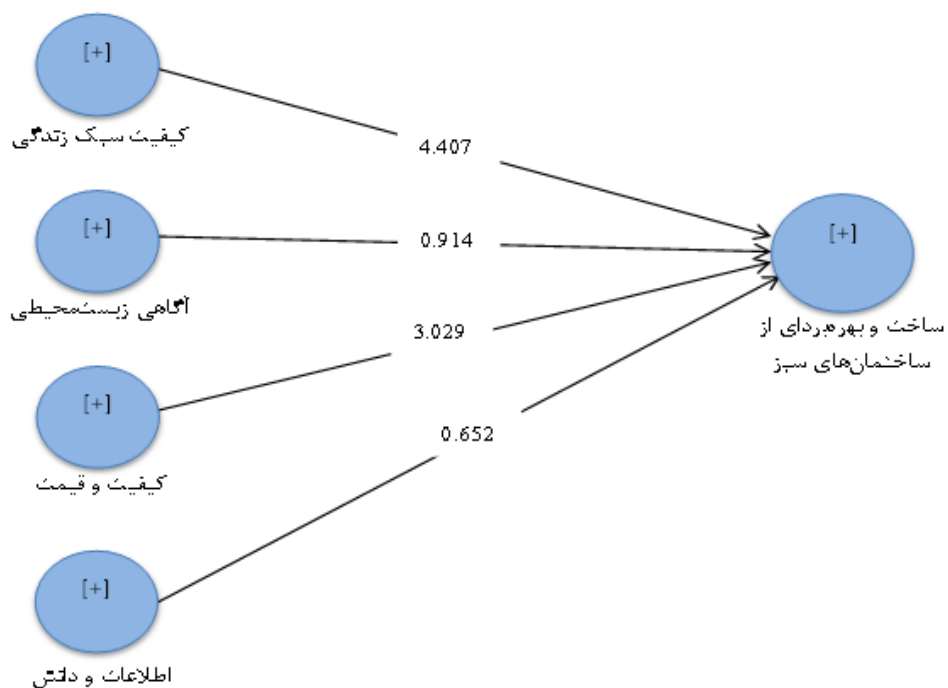 [+]
کیفیت سبک زندگی
4.407
[+]
آگاهی زیست‌محیطی
0.914
[+]
ساخت و بهره‌بردای از
ساختمان‌های سبز
3.029
[+]
کیفیت و قیمت
0.652
[+]
اطلاعات و دانش